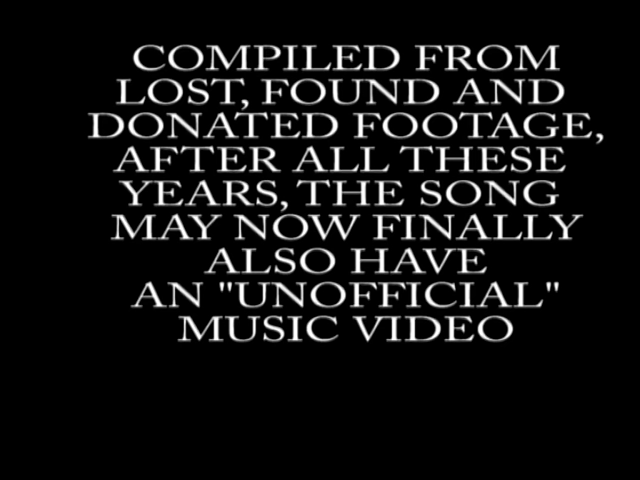 COMPILED FROM
LOST, FOUND AND
DONATED FOOTAGE,
AFTER ALL THESE
YEARS, THE SONG
MAY NOW FINALLY
ALSO HAVE
AN "UNOFFICIAL"
MUSIC VIDEO